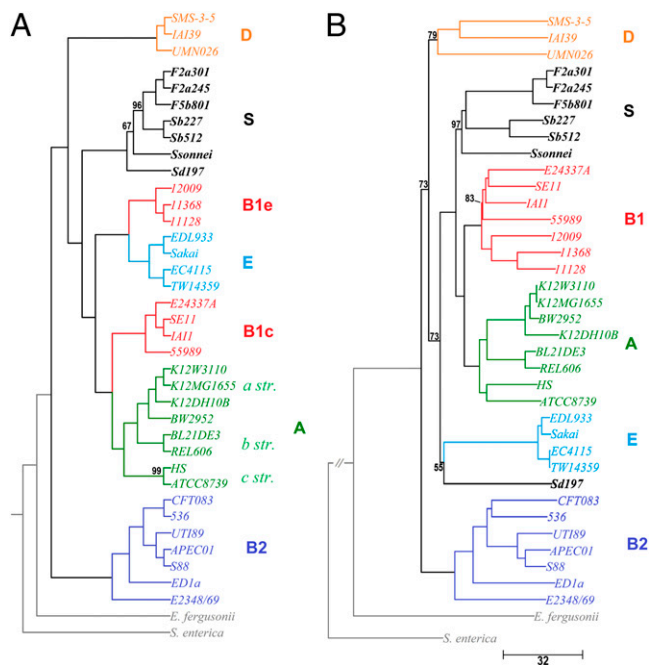 A
SMS-3-5
IAI39
UMN026
D
F2a301
F2a245
F5b801
96
Sb227
Sb512
67
Ssonnei
Sd197
S
12009
11368
11128
B1e
EDL933
Sakai
EC4115
TW14359
E
E24337A
SE11
IAI1
55989
B1c
K12W3110
K12MG1655
K12DH10B
BW2952
a str.
BL21DE3
REL606
b str.
99
HS
ATCC8739
c str.
A
CFT083
536
UTI89
APEC01
S88
ED1a
E2348/69
B2
E. fergusonii
S. enterica
B
79
SMS-3-5
IAI39
UMN026
D
F2a301
F2a245
F5b801
97
Sb227
Sb512
Ssonnei
S
73
E24337A
83
SE11
IAI1
55989
12009
11368
11128
B1
K12W3110
K12MG1655
BW2952
K12DH10B
73
BL21DE3
REL606
HS
ATCC8739
A
EDL933
Sakai
EC4115
TW14359
E
55
Sd197
CFT083
536
UTI89
APEC01
S88
ED1a
E2348/69
B2
//
E. fergusonii
S. enterica
32